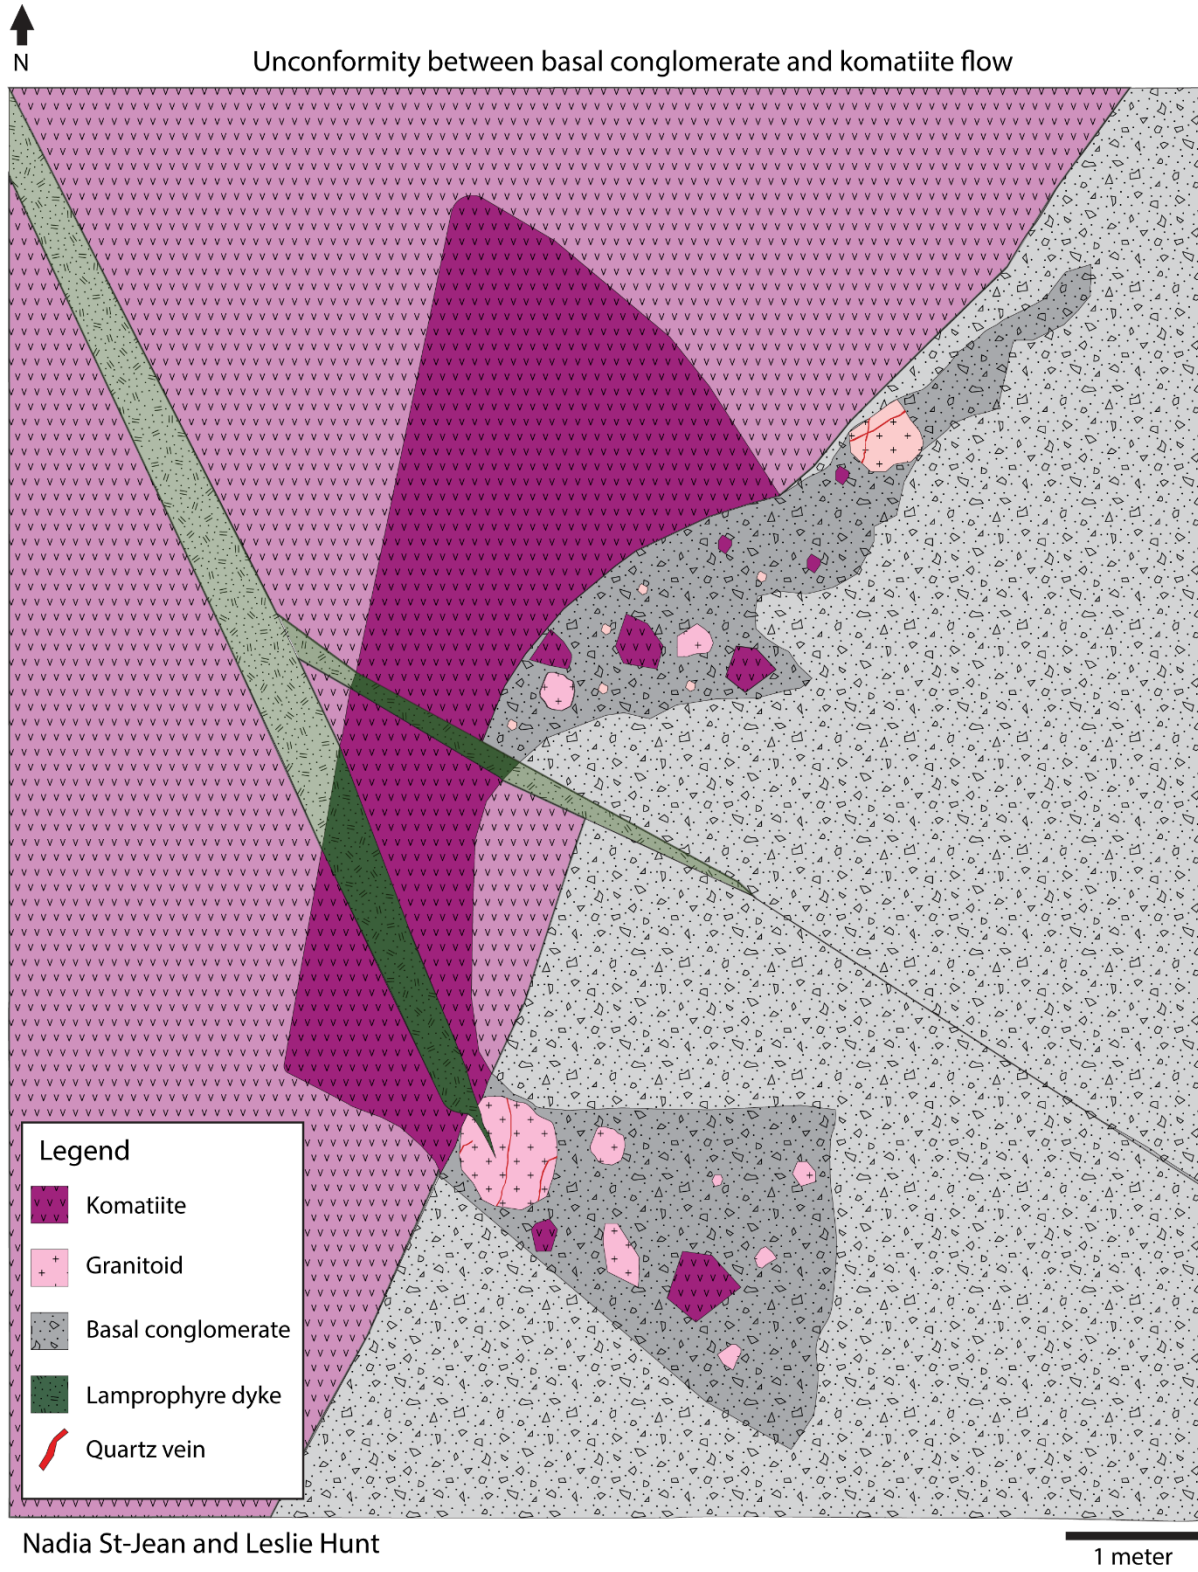 N
Unconformity between basal conglomerate and komatiite flow
Legend
Komatiite
Granitoid
Basal conglomerate
Lamprophyre dyke
Quartz vein
Nadia St-Jean and Leslie Hunt
1 meter